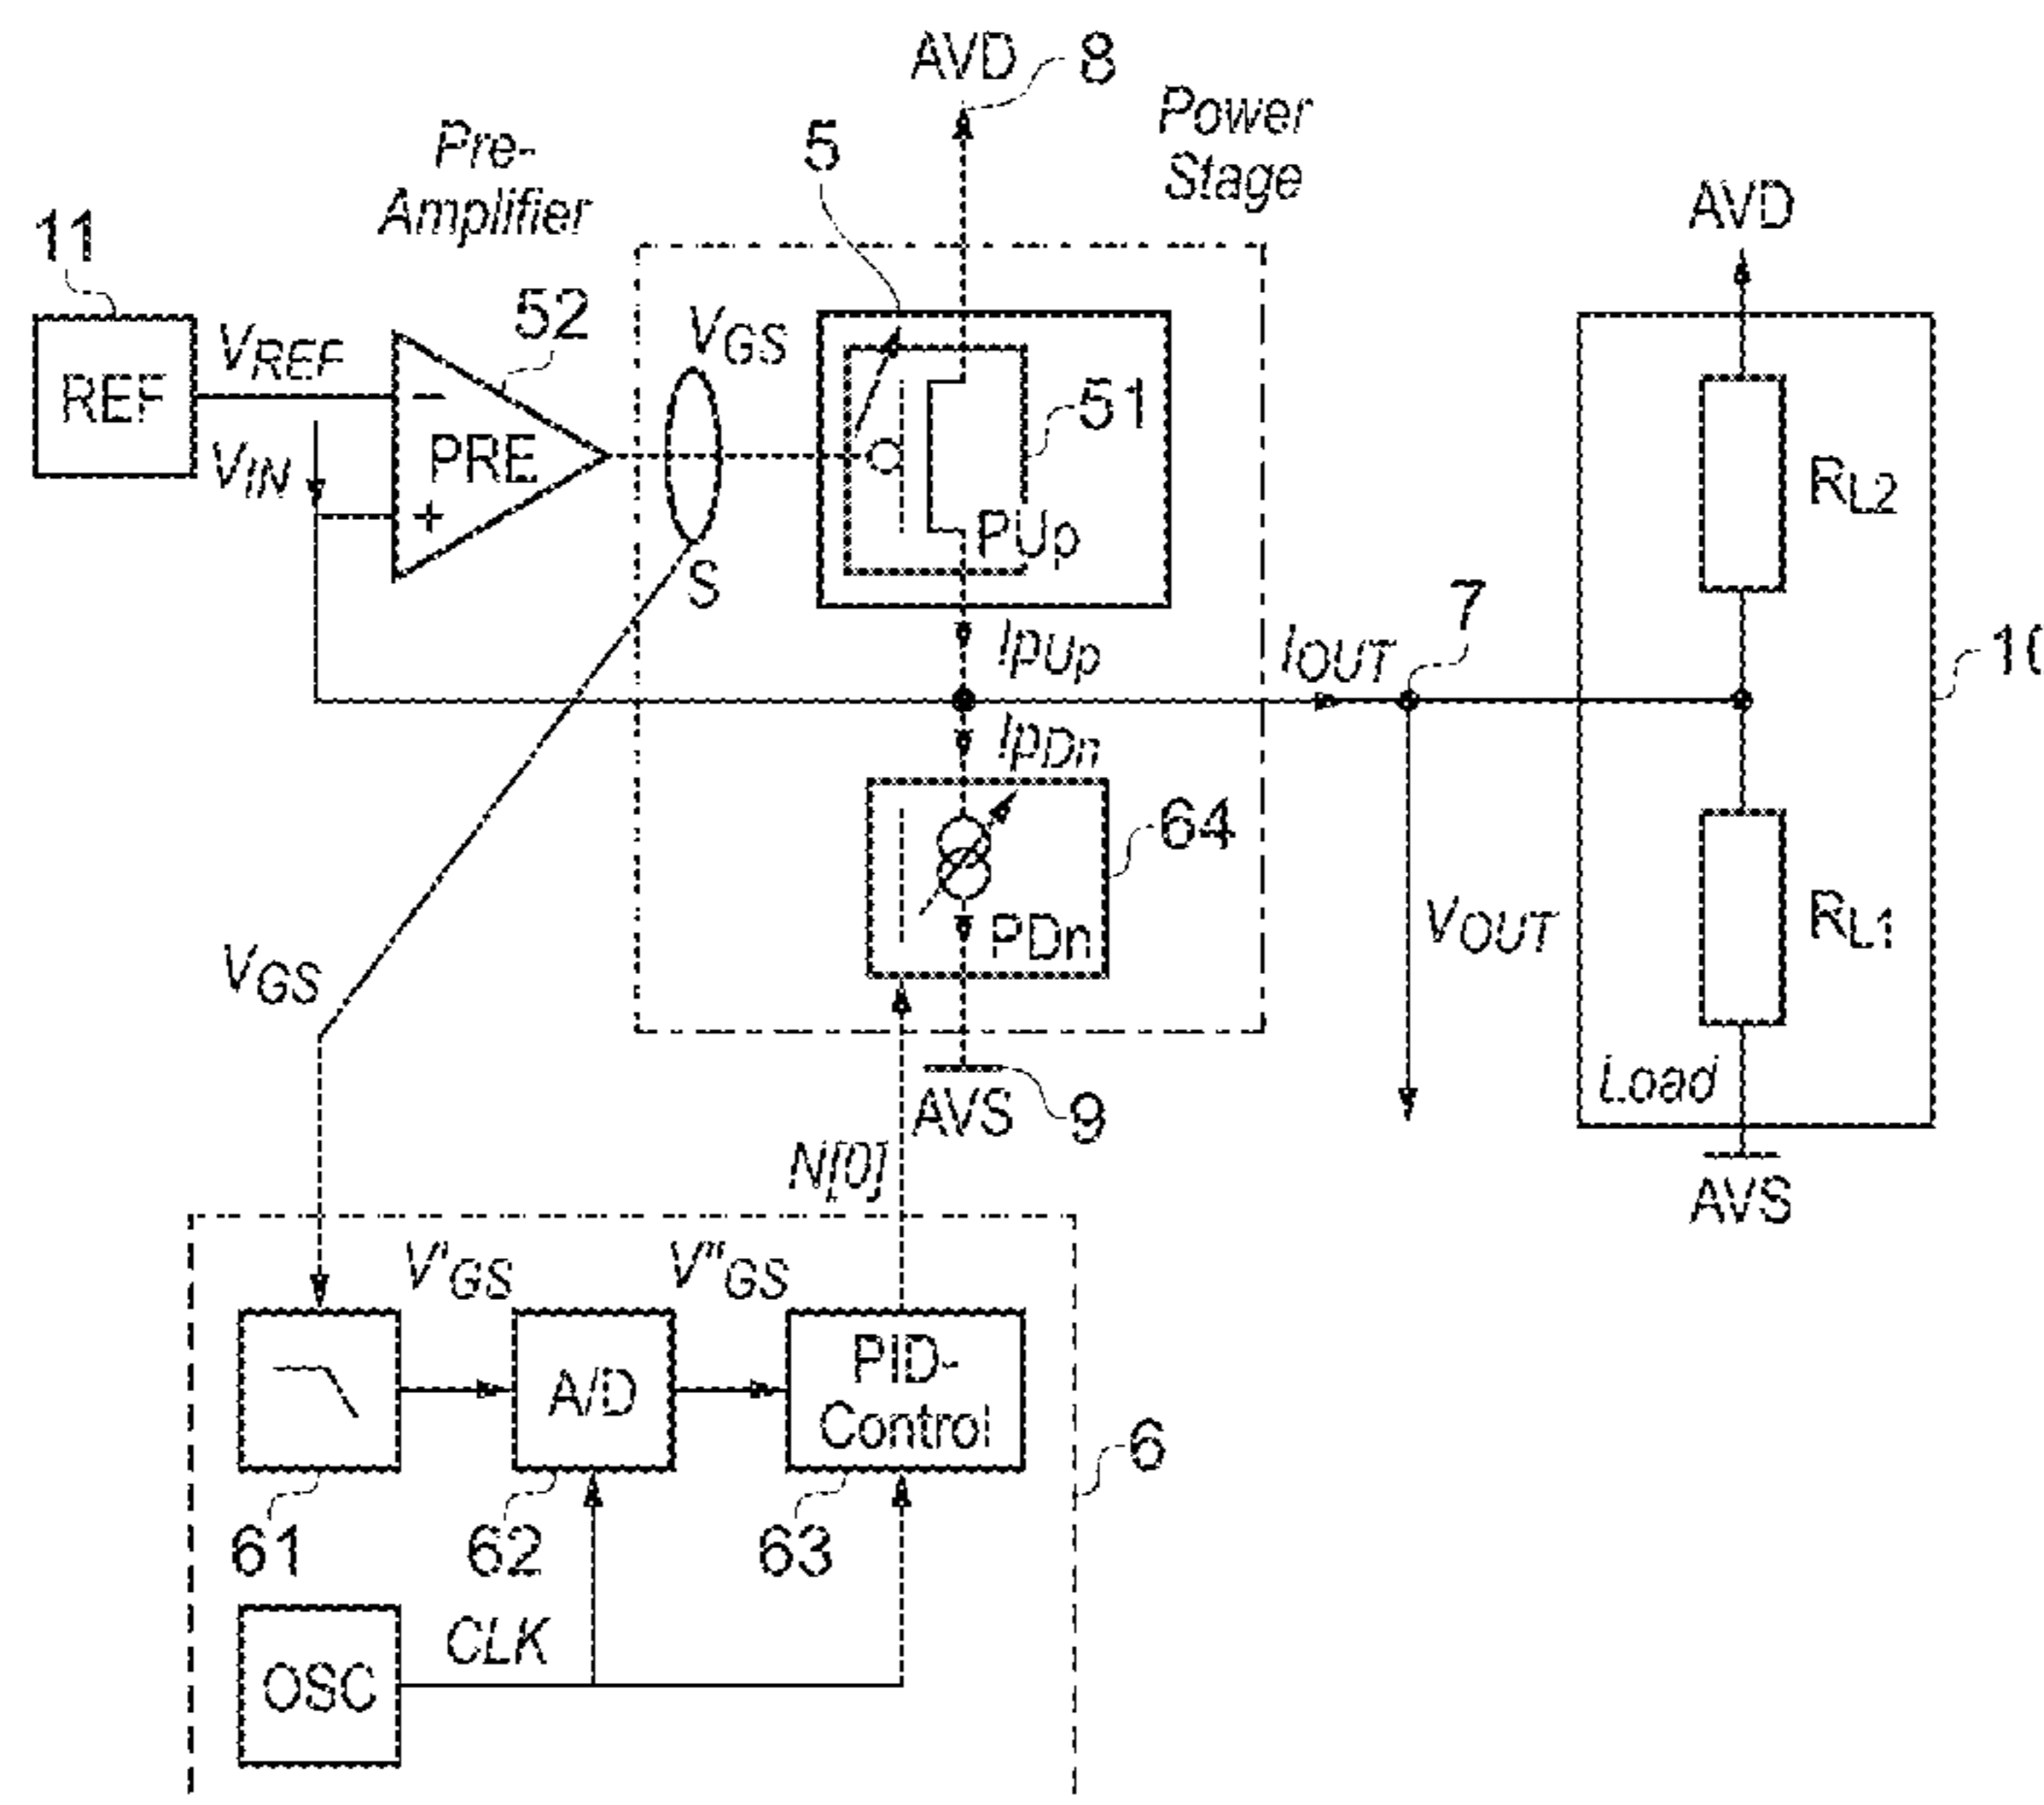 AVD
8
Power
Stage
Pre-
Amplifier
5
11
52
AVD
VREF
VGS
REF
51
VIN
PRE
−
+
RL2
PUp
S
7
IPUp
IOUT
10
IPDn
64
VOUT
RL1
VGS
PDn
Load
AVS
9
N[0]
AVS
V'GS
V"GS
A/D
PID-
Control
6
61
62
63
CLK
OSC